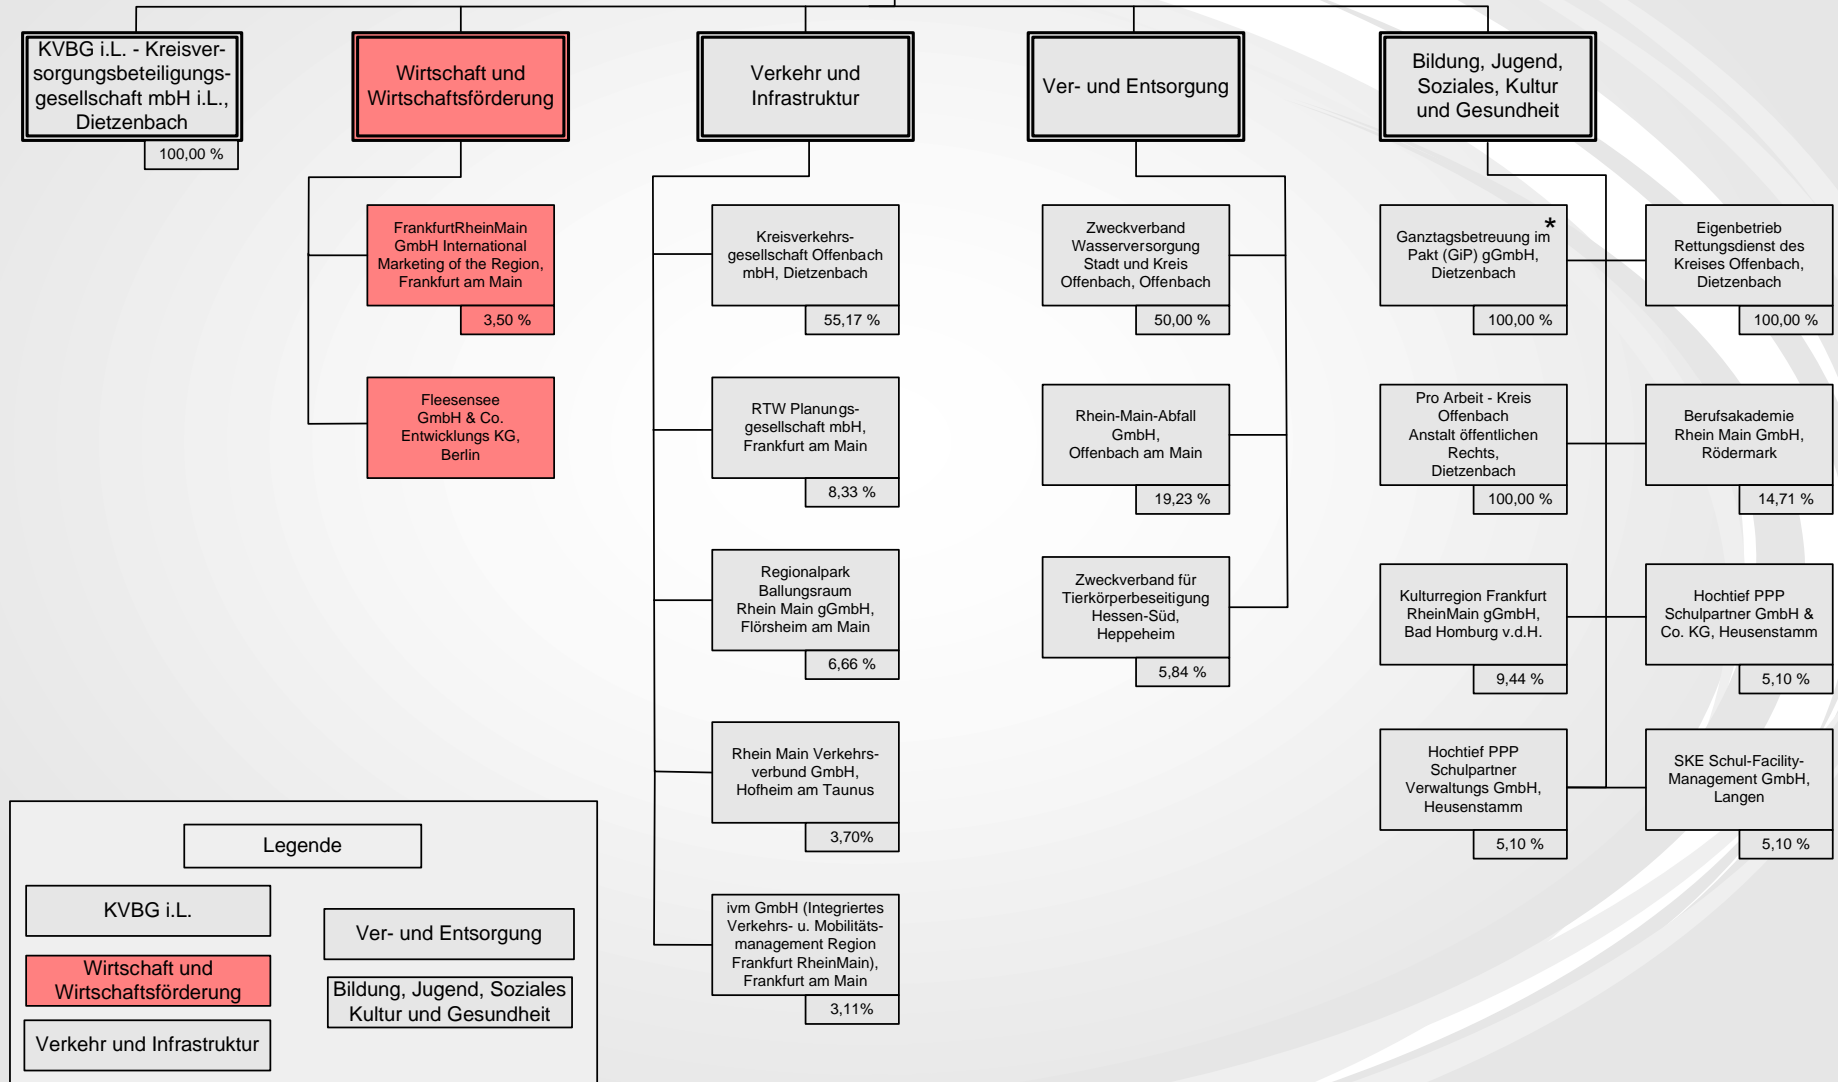 KVBG i.L. - Kreisver-
sorgungsbeteiligungs-
gesellschaft mbH i.L.,
Dietzenbach
100,00 %
Wirtschaft und
Wirtschaftsförderung
FrankfurtRheinMain
GmbH International
Marketing of the Region,
Frankfurt am Main
3,50 %
Fleesensee
GmbH & Co.
Entwicklungs KG,
Berlin
Verkehr und
Infrastruktur
Kreisverkehrs-
gesellschaft Offenbach
mbH, Dietzenbach
55,17 %
RTW Planungs-
gesellschaft mbH,
Frankfurt am Main
8,33 %
Regionalpark
Ballungsraum
Rhein Main gGmbH,
Flörsheim am Main
6,66 %
Rhein Main Verkehrs-
verbund GmbH,
Hofheim am Taunus
3,70%
ivm GmbH (Integriertes
Verkehrs- u. Mobilitäts-
management Region
Frankfurt RheinMain),
Frankfurt am Main
3,11%
Ver- und Entsorgung
Zweckverband
Wasserversorgung
Stadt und Kreis
Offenbach, Offenbach
50,00 %
Rhein-Main-Abfall
GmbH,
Offenbach am Main
19,23 %
Zweckverband für
Tierkörperbeseitigung
Hessen-Süd,
Heppeheim
5,84 %
Bildung, Jugend,
Soziales, Kultur
und Gesundheit
Ganztagsbetreuung im *
Pakt (GiP) gGmbH,
Dietzenbach
100,00 %
Pro Arbeit - Kreis
Offenbach
Anstalt öffentlichen
Rechts,
Dietzenbach
100,00 %
Kulturregion Frankfurt
RheinMain gGmbH,
Bad Homburg v.d.H.
9,44 %
Hochtief PPP
Schulpartner
Verwaltungs GmbH,
Heusenstamm
5,10 %
Eigenbetrieb
Rettungsdienst des
Kreises Offenbach,
Dietzenbach
100,00 %
Berufsakademie
Rhein Main GmbH,
Rödermark
14,71 %
Hochtief PPP
Schulpartner GmbH &
Co. KG, Heusenstamm
5,10 %
SKE Schul-Facility-
Management GmbH,
Langen
5,10 %
Legende
KVBG i.L.
Wirtschaft und
Wirtschaftsförderung
Verkehr und Infrastruktur
Ver- und Entsorgung
Bildung, Jugend, Soziales
Kultur und Gesundheit